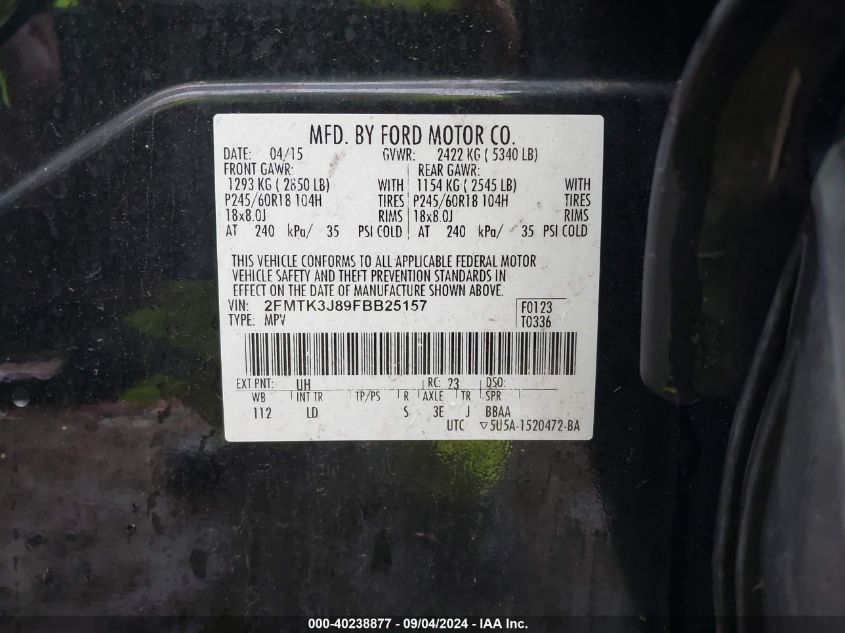 MFD. BY FORD MOTOR CO.
DATE: 04/15 GVWR: 2422 KG ( 5340 LB)
FRONT GAWR: REAR GAWR:
1293 KG ( 2850 LB) WITH 1154 KG ( 2545 LB) WITH
P245/60R18 104H TIRES P245/60R18 104H TIRES
18x8.0J RIMS 18x8.0J RIMS
AT 240 kPa/ 35 PSI COLD AT 240 kPa/ 35 PSI COLD
THIS VEHICLE CONFORMS TO ALL APPLICABLE FEDERAL MOTOR
VEHICLE SAFETY AND THEFT PREVENTION STANDARDS IN
EFFECT ON THE DATE OF MANUFACTURE SHOWN ABOVE.
VIN: 2FMTK3J89FBB25157 F0123
TYPE: MPV T0336
EXT PNT: UH RC: 23 DSO:
WB INT TR TP/PS R AXLE TR SPR
112 LD S 3E J BBAA
UTC ▽5U5A-1520472-BA
000-40238877 - 09/04/2024 - IAA Inc.